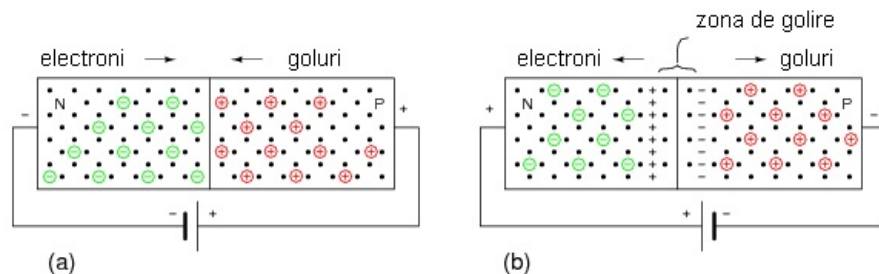 zona de golire
electroni → ← goluri
electroni ← → goluri
N P
N P
− +
+ −
− +
+ −
(a)
(b)